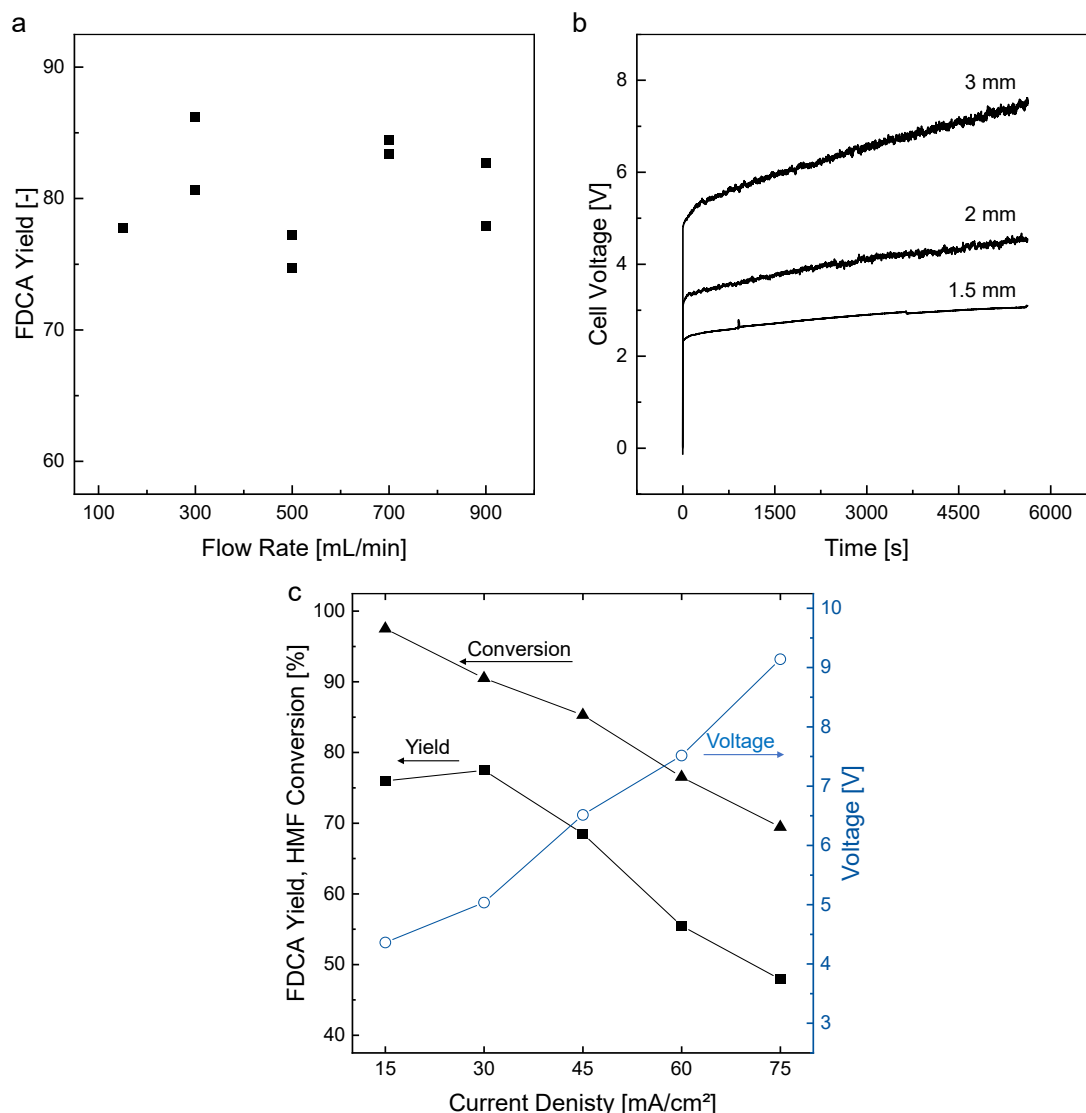 a
90
80
70
60
FDCA Yield [-]
100
300
500
700
900
Flow Rate [mL/min]
b
8
6
4
2
0
Cell Voltage [V]
3 mm
2 mm
1.5 mm
0
1500
3000
4500
6000
Time [s]
c
100
90
80
70
60
50
40
FDCA Yield, HMF Conversion [%]
Conversion
Yield
Voltage
10
9
8
7
6
5
4
3
Voltage [V]
15
30
45
60
75
Current Denisty [mA/cm²]